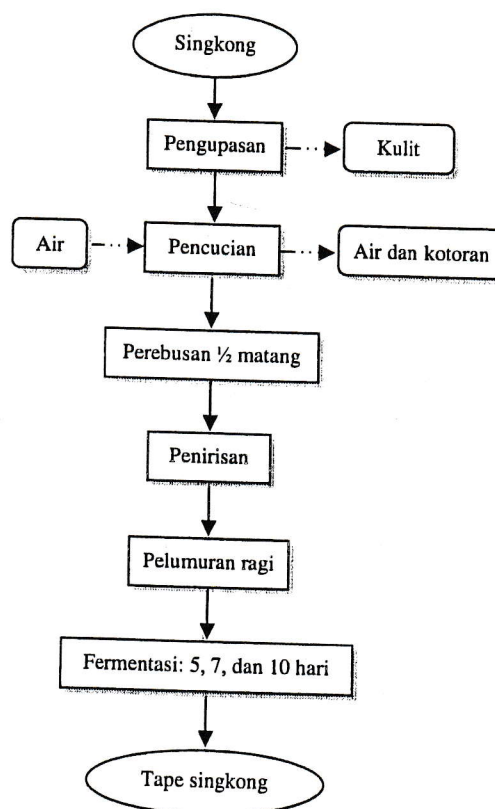 Singkong
Pengupasan
Kulit
Air
Pencucian
Air dan kotoran
Perebusan ½ matang
Penirisan
Pelumuran ragi
Fermentasi: 5, 7, dan 10 hari
Tape singkong